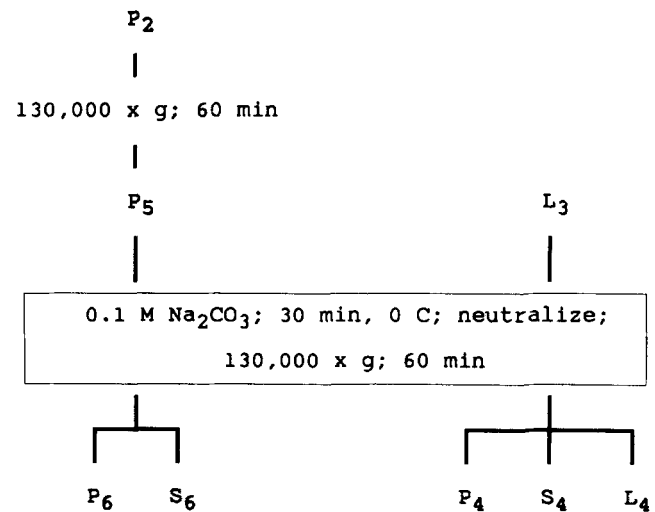 P2
130,000 x g; 60 min
P5 L3
0.1 M Na2CO3; 30 min, 0 C; neutralize;
130,000 x g; 60 min
P6 S6 P4 S4 L4